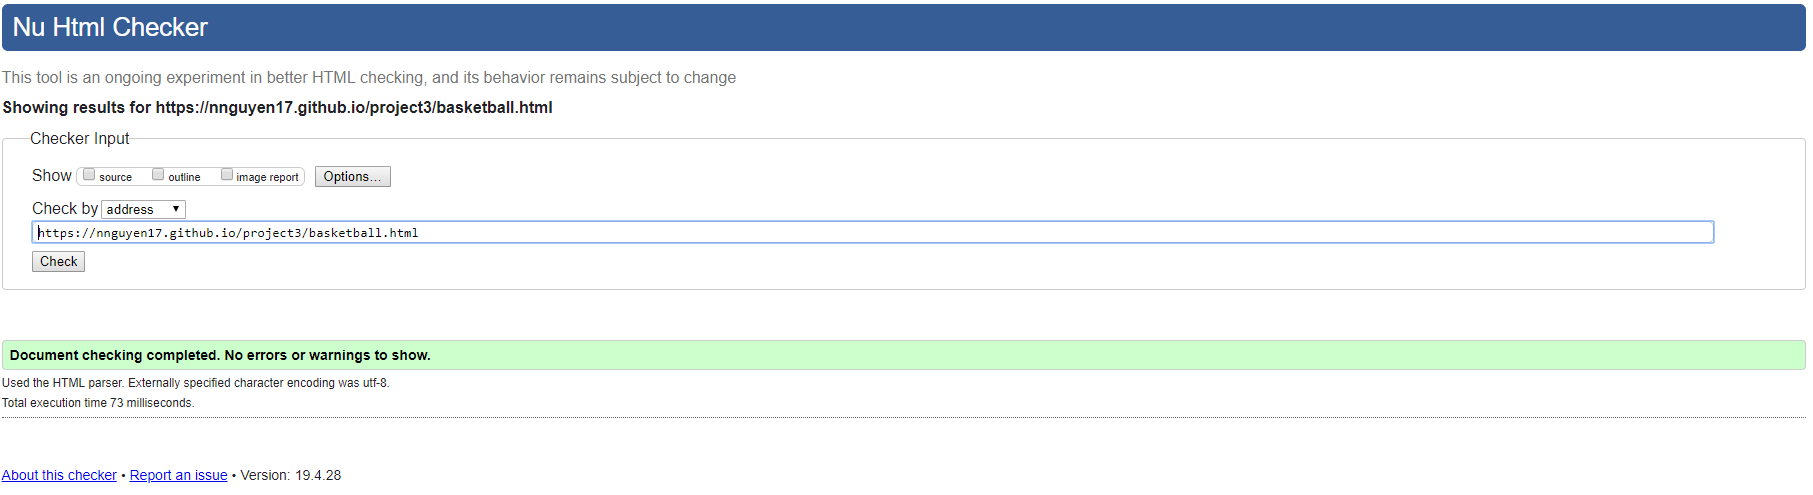 Nu Html Checker
This tool is an ongoing experiment in better HTML checking, and its behavior remains subject to change
Showing results for https://nnguyen17.github.io/project3/basketball.html
Checker Input
Show source outline image report Options...
Check by address
https://nnguyen17.github.io/project3/basketball.html
Check
Document checking completed. No errors or warnings to show.
Used the HTML parser. Externally specified character encoding was utf-8.
Total execution time 73 milliseconds.
About this checker • Report an issue • Version: 19.4.28